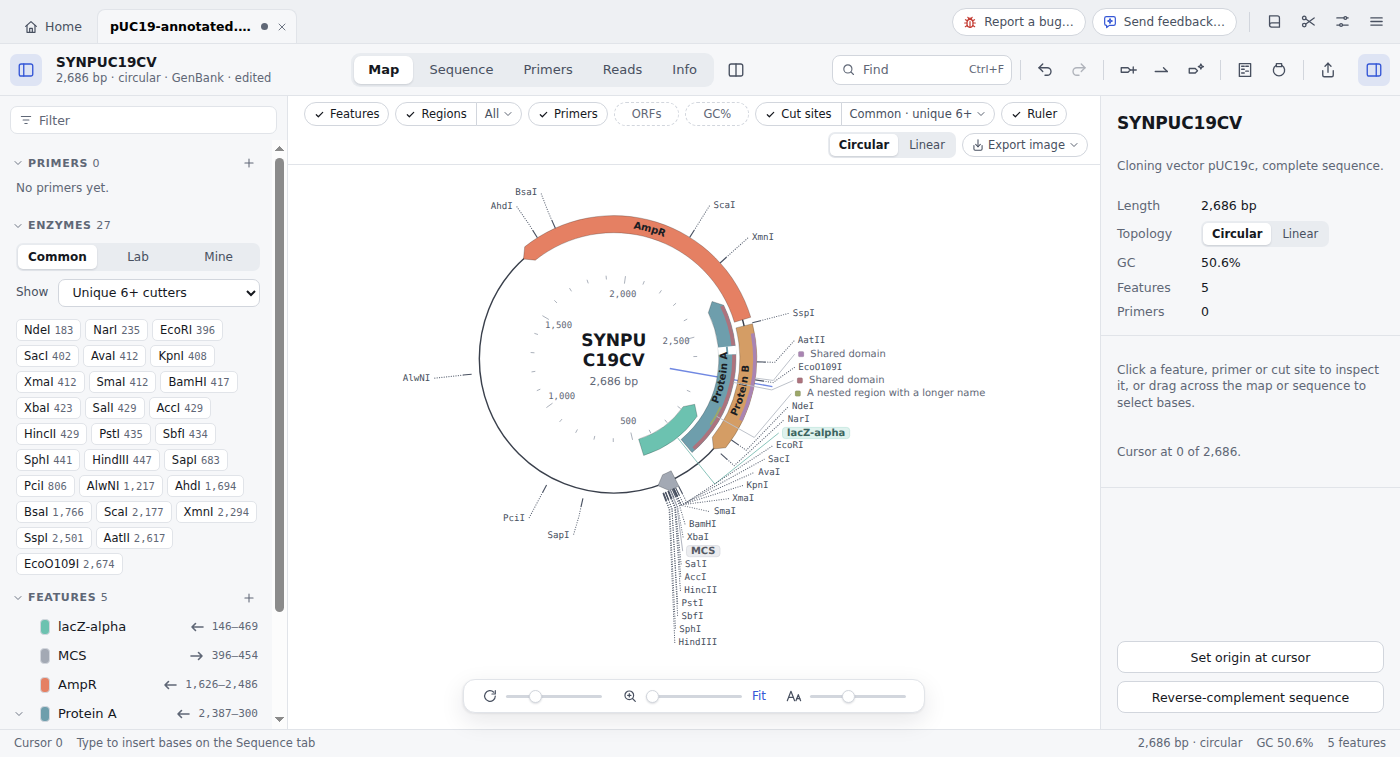 Home
pUC19-annotated....
Report a bug...
Send feedback...
SYNPUC19CV
2,686 bp · circular · GenBank · edited
Map
Sequence
Primers
Reads
Info
Find
Ctrl+F
Filter
PRIMERS 0
No primers yet.
ENZYMES 27
Common
Lab
Mine
Show
Unique 6+ cutters
NdeI 183
NarI 235
EcoRI 396
SacI 402
AvaI 412
KpnI 408
XmaI 412
SmaI 412
BamHI 417
XbaI 423
SalI 429
AccI 429
HincII 429
PstI 435
SbfI 434
SphI 441
HindIII 447
SapI 683
PciI 806
AlwNI 1,217
AhdI 1,694
BsaI 1,766
ScaI 2,177
XmnI 2,294
SspI 2,501
AatII 2,617
EcoO109I 2,674
FEATURES 5
lacZ-alpha
146–469
MCS
396–454
AmpR
1,626–2,486
Protein A
2,387–300
Features
Regions
All
Primers
ORFs
GC%
Cut sites
Common · unique 6+
Ruler
Circular
Linear
Export image
BsaI
AhdI
ScaI
XmnI
AmpR
SspI
AatII
Shared domain
EcoO109I
Shared domain
A nested region with a longer name
NdeI
NarI
lacZ-alpha
EcoRI
SacI
AvaI
KpnI
XmaI
SmaI
BamHI
XbaI
MCS
SalI
AccI
HincII
PstI
SbfI
SphI
HindIII
SapI
PciI
AlwNI
Protein A
Protein B
2,000
1,500
2,500
1,000
500
SYNPU
C19CV
2,686 bp
Fit
SYNPUC19CV
Cloning vector pUC19c, complete sequence.
Length
2,686 bp
Topology
Circular
Linear
GC
50.6%
Features
5
Primers
0
Click a feature, primer or cut site to inspect
it, or drag across the map or sequence to
select bases.
Cursor at 0 of 2,686.
Set origin at cursor
Reverse-complement sequence
Cursor 0
Type to insert bases on the Sequence tab
2,686 bp · circular
GC 50.6%
5 features